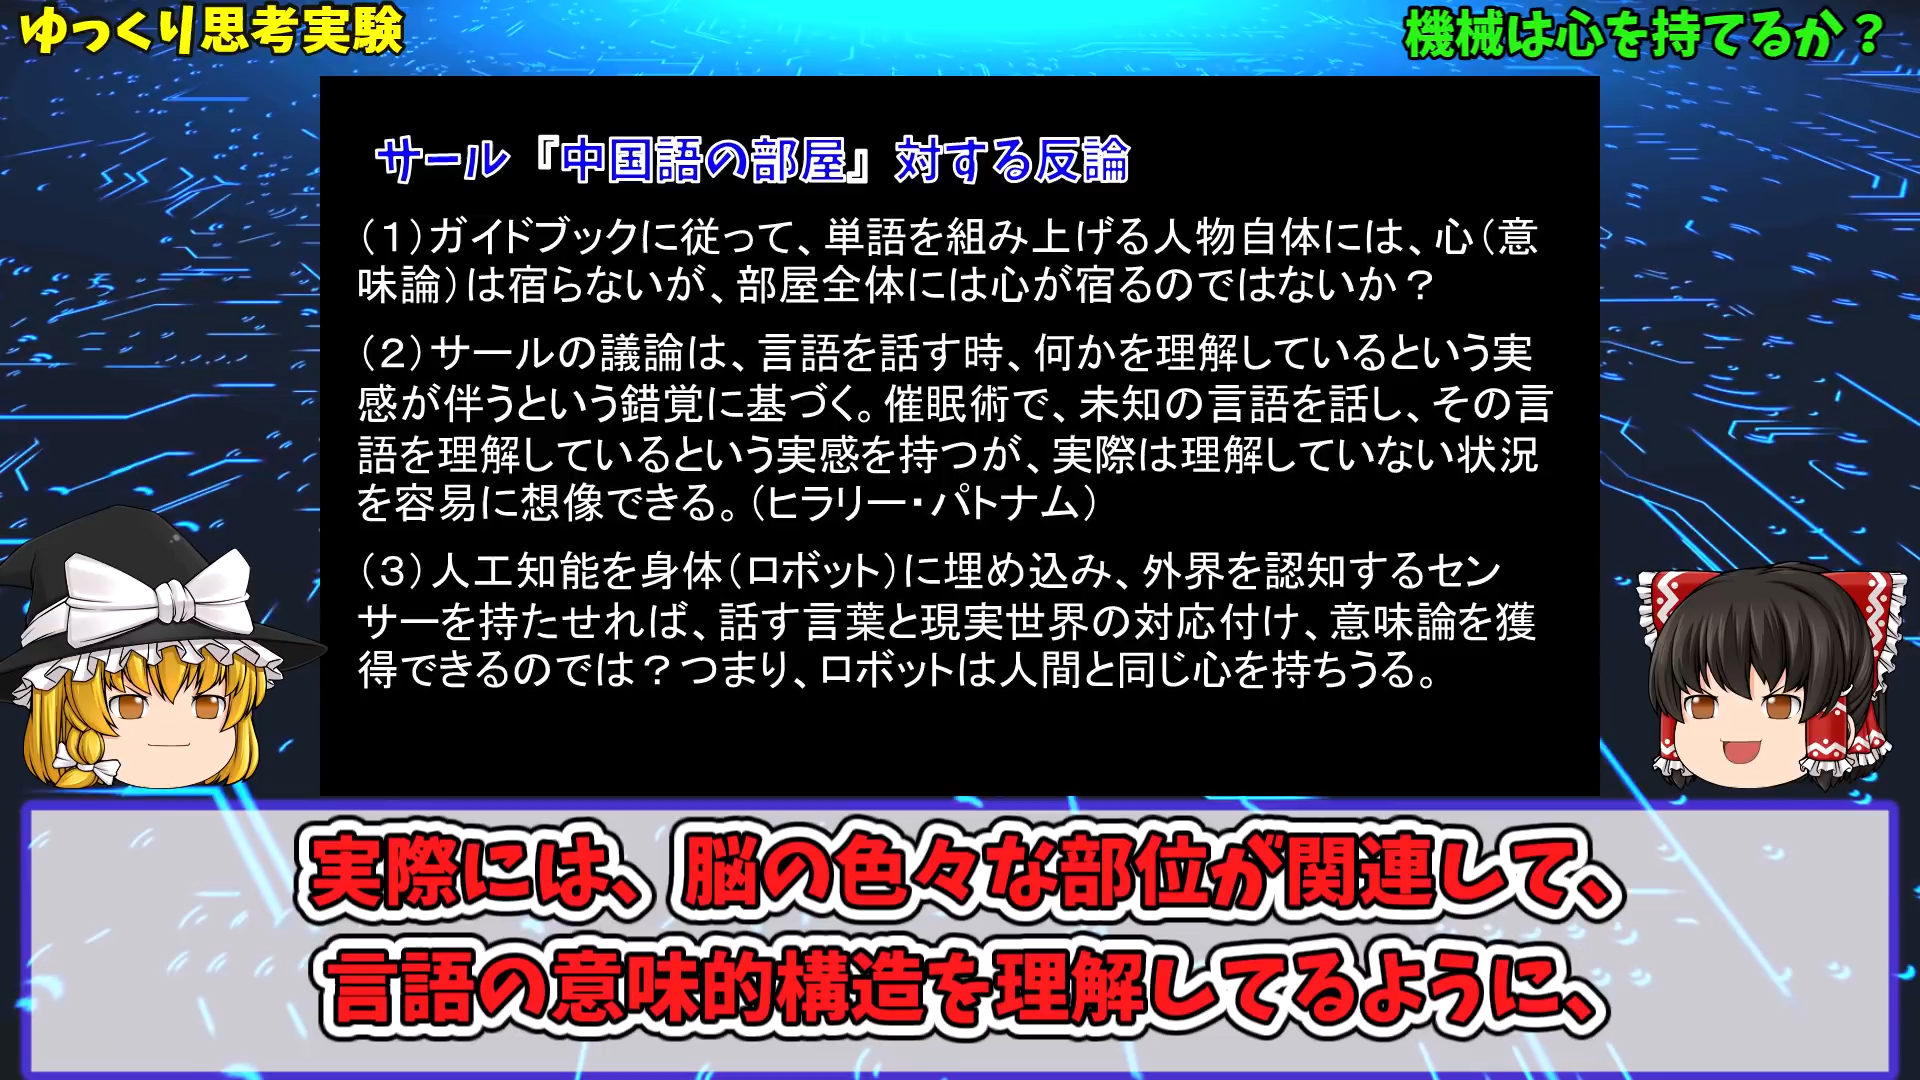 ゆっくり思考実験
機械は心を持てるか？
サール『中国語の部屋』対する反論
（１）ガイドブックに従って、単語を組み上げる人物自体には、心（意
味論）は宿らないが、部屋全体には心が宿るのではないか？
（２）サールの議論は、言語を話す時、何かを理解しているという実
感が伴うという錯覚に基づく。催眠術で、未知の言語を話し、その言
語を理解しているという実感を持つが、実際は理解していない状況
を容易に想像できる。（ヒラリー・パトナム）
（３）人工知能を身体（ロボット）に埋め込み、外界を認知するセン
サーを持たせれば、話す言葉と現実世界の対応付け、意味論を獲
得できるのでは？つまり、ロボットは人間と同じ心を持ちうる。
実際には、脳の色々な部位が関連して、
言語の意味的構造を理解してるように、